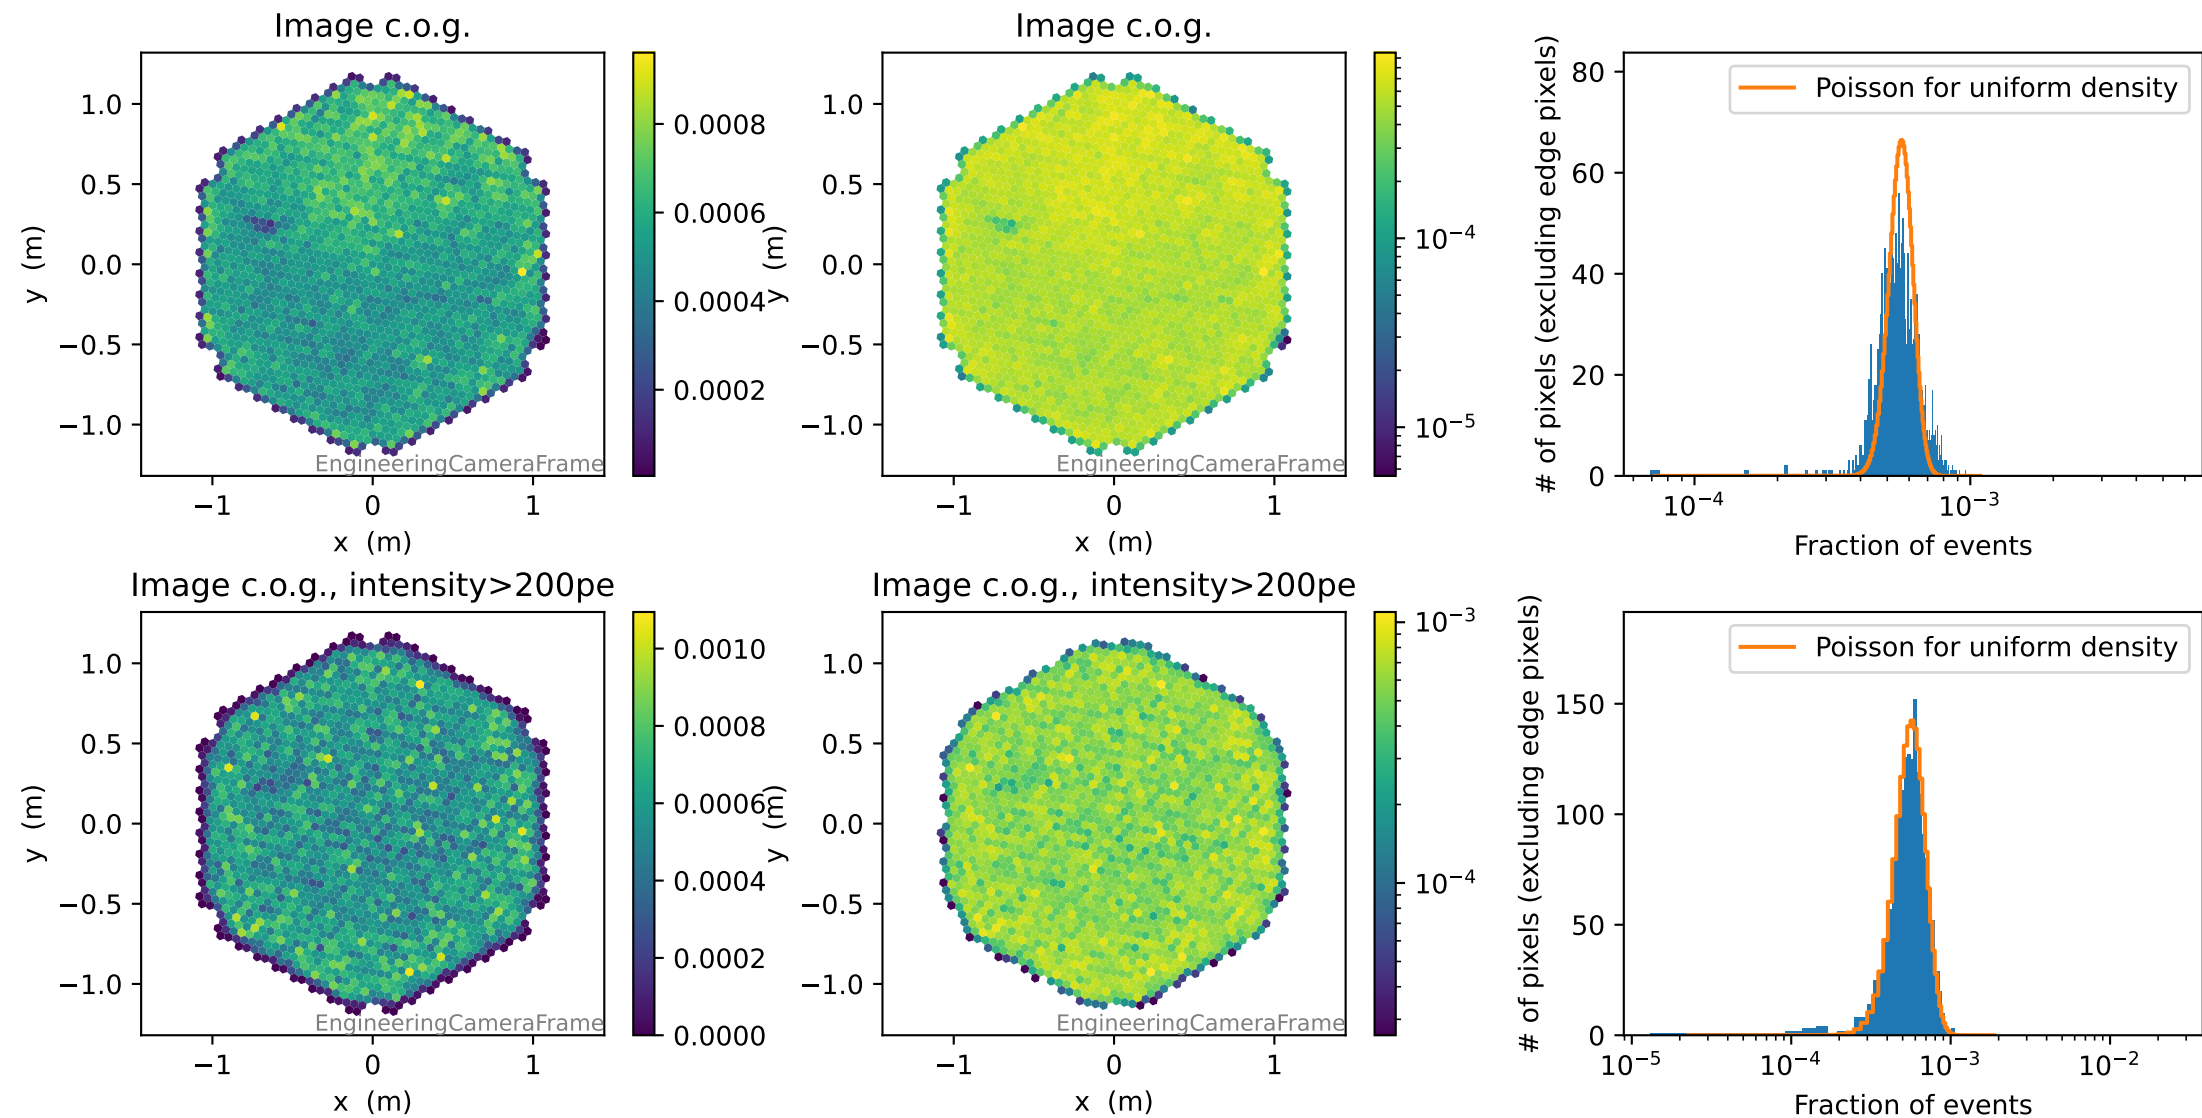 Image c.o.g.
1.0
0.5
0.0
−0.5
−1.0
y (m)
−1
0
1
x (m)
EngineeringCameraFrame
0.0008
0.0006
0.0004
0.0002
Image c.o.g.
1.0
0.5
0.0
−0.5
−1.0
y (m)
−1
0
1
x (m)
EngineeringCameraFrame
10⁻⁴
10⁻⁵
80
60
40
20
0
# of pixels (excluding edge pixels)
Poisson for uniform density
10⁻⁴
10⁻³
Fraction of events
Image c.o.g., intensity>200pe
1.0
0.5
0.0
−0.5
−1.0
y (m)
−1
0
1
x (m)
EngineeringCameraFrame
0.0010
0.0008
0.0006
0.0004
0.0002
0.0000
Image c.o.g., intensity>200pe
1.0
0.5
0.0
−0.5
−1.0
y (m)
−1
0
1
x (m)
EngineeringCameraFrame
10⁻³
10⁻⁴
150
100
50
0
# of pixels (excluding edge pixels)
Poisson for uniform density
10⁻⁵
10⁻⁴
10⁻³
10⁻²
Fraction of events